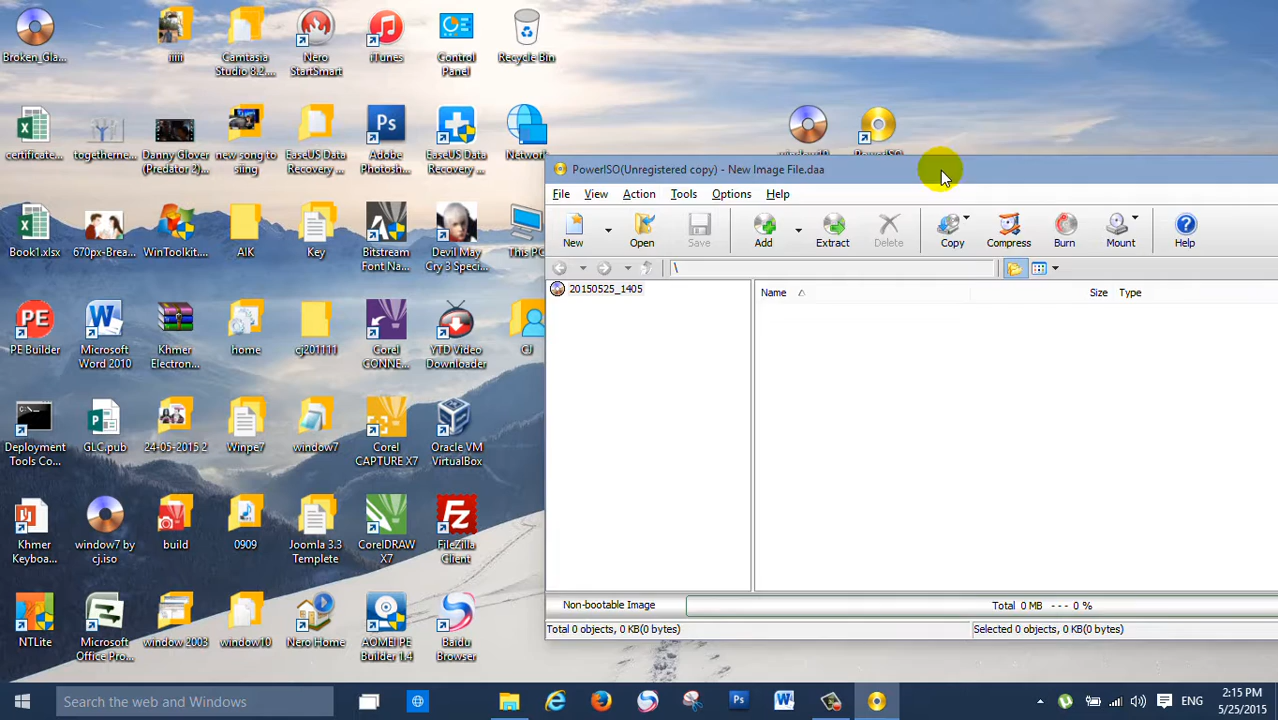 Broken_Gla...
iiiii
Camtasia
Studio 8.2....
Nero
StartSmart
iTunes
Control
Panel
Recycle Bin
certificate...
togetherne...
Danny Glover
(Predator 2)...
new song to
siing
EaseUS Data
Recovery ...
Ps
Adobe
Photosh...
EaseUS Data
Recovery ...
Network
window10
PowerISO
PowerISO(Unregistered copy) - New Image File.daa
File View Action Tools Options Help
New
Open
Save
Add
Extract
Delete
Copy
Compress
Burn
Mount
Help
\
20150525_1405
Name Size Type
Book1.xlsx
670px-Brea...
WinToolkit....
AIK
Key
Bitstream
Font Na...
Devil May
Cry 3 Speci...
This PC
PE
PE Builder
Microsoft
Word 2010
Khmer
Electron...
home
cj201111
Corel
CONNE...
YTD Video
Downloader
CJ
C:\...
Deployment
Tools Co...
GLC.pub
24-05-2015 2
Winpe7
window7
Corel
CAPTURE X7
Oracle VM
VirtualBox
Khmer
Keyboa...
window7 by
cj.iso
build
0909
Joomla 3.3
Templete
CorelDRAW
X7
Fz
FileZilla
Client
NTLite
Microsoft
Office Pro...
window 2003
window10
Nero Home
AOMEI PE
Builder 1.4
Baidu
Browser
Non-bootable Image
Total 0 MB --- 0 %
Total 0 objects, 0 KB(0 bytes)
Selected 0 objects, 0 KB(0 bytes)
Search the web and Windows
Ps
W
ENG
2:15 PM
5/25/2015